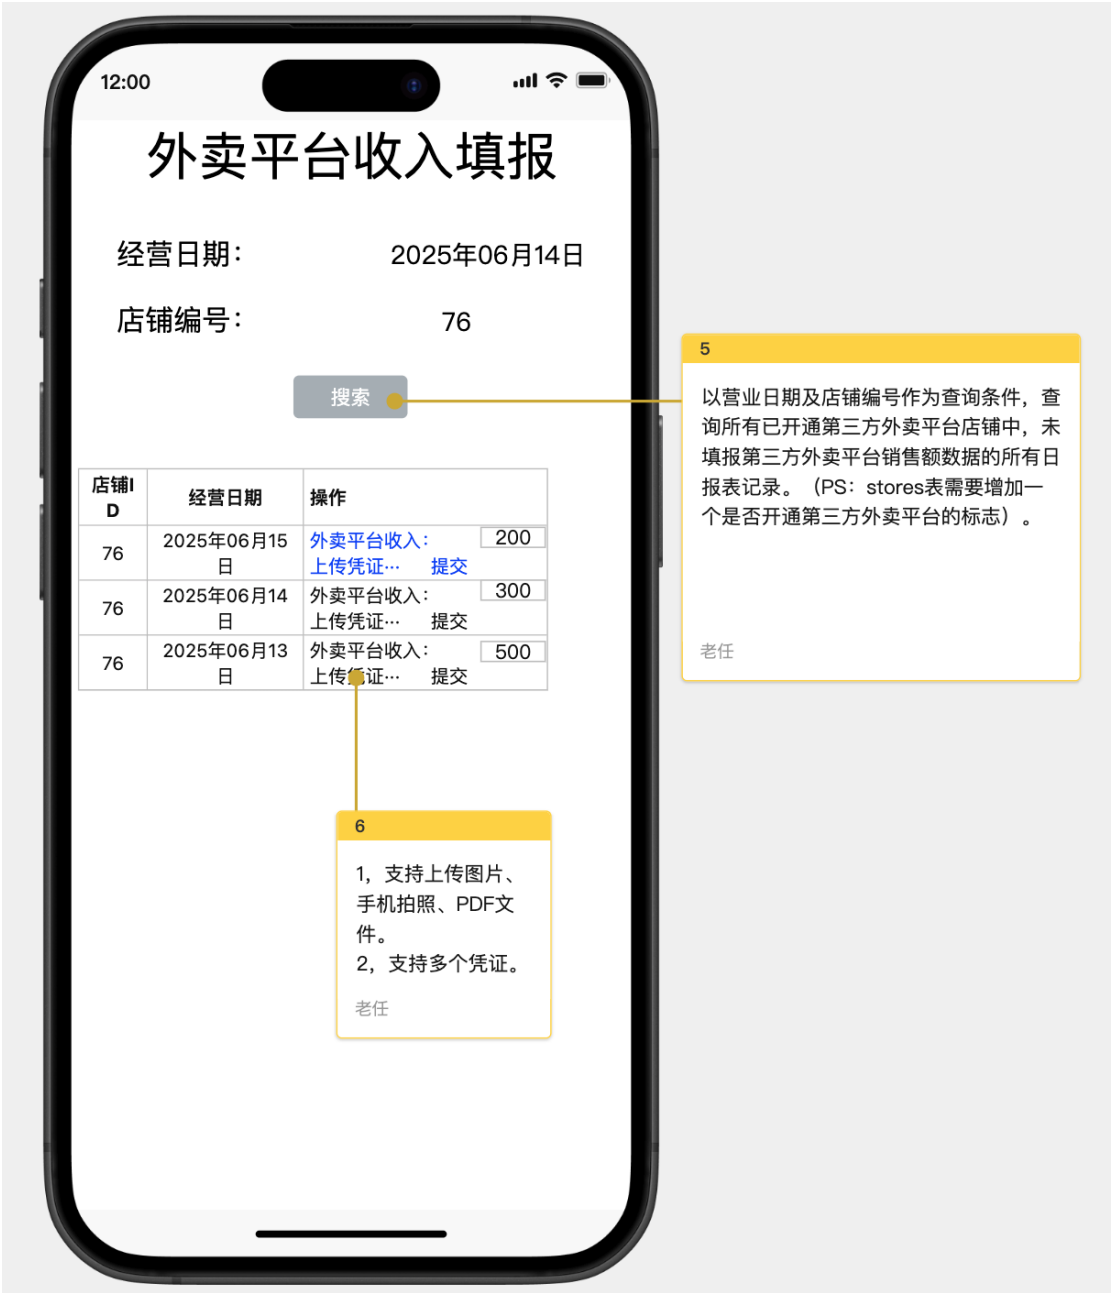 12:00
外卖平台收入填报
经营日期：
2025年06月14日
店铺编号：
76
搜索
店铺I
D
经营日期
操作
76
2025年06月15
日
外卖平台收入：
200
上传凭证…
提交
76
2025年06月14
日
外卖平台收入：
300
上传凭证…
提交
76
2025年06月13
日
外卖平台收入：
500
上传凭证…
提交
5
以营业日期及店铺编号作为查询条件，查
询所有已开通第三方外卖平台店铺中，未
填报第三方外卖平台销售额数据的所有日
报表记录。（PS：stores表需要增加一
个是否开通第三方外卖平台的标志）。
老任
6
1，支持上传图片、
手机拍照、PDF文
件。
2，支持多个凭证。
老任